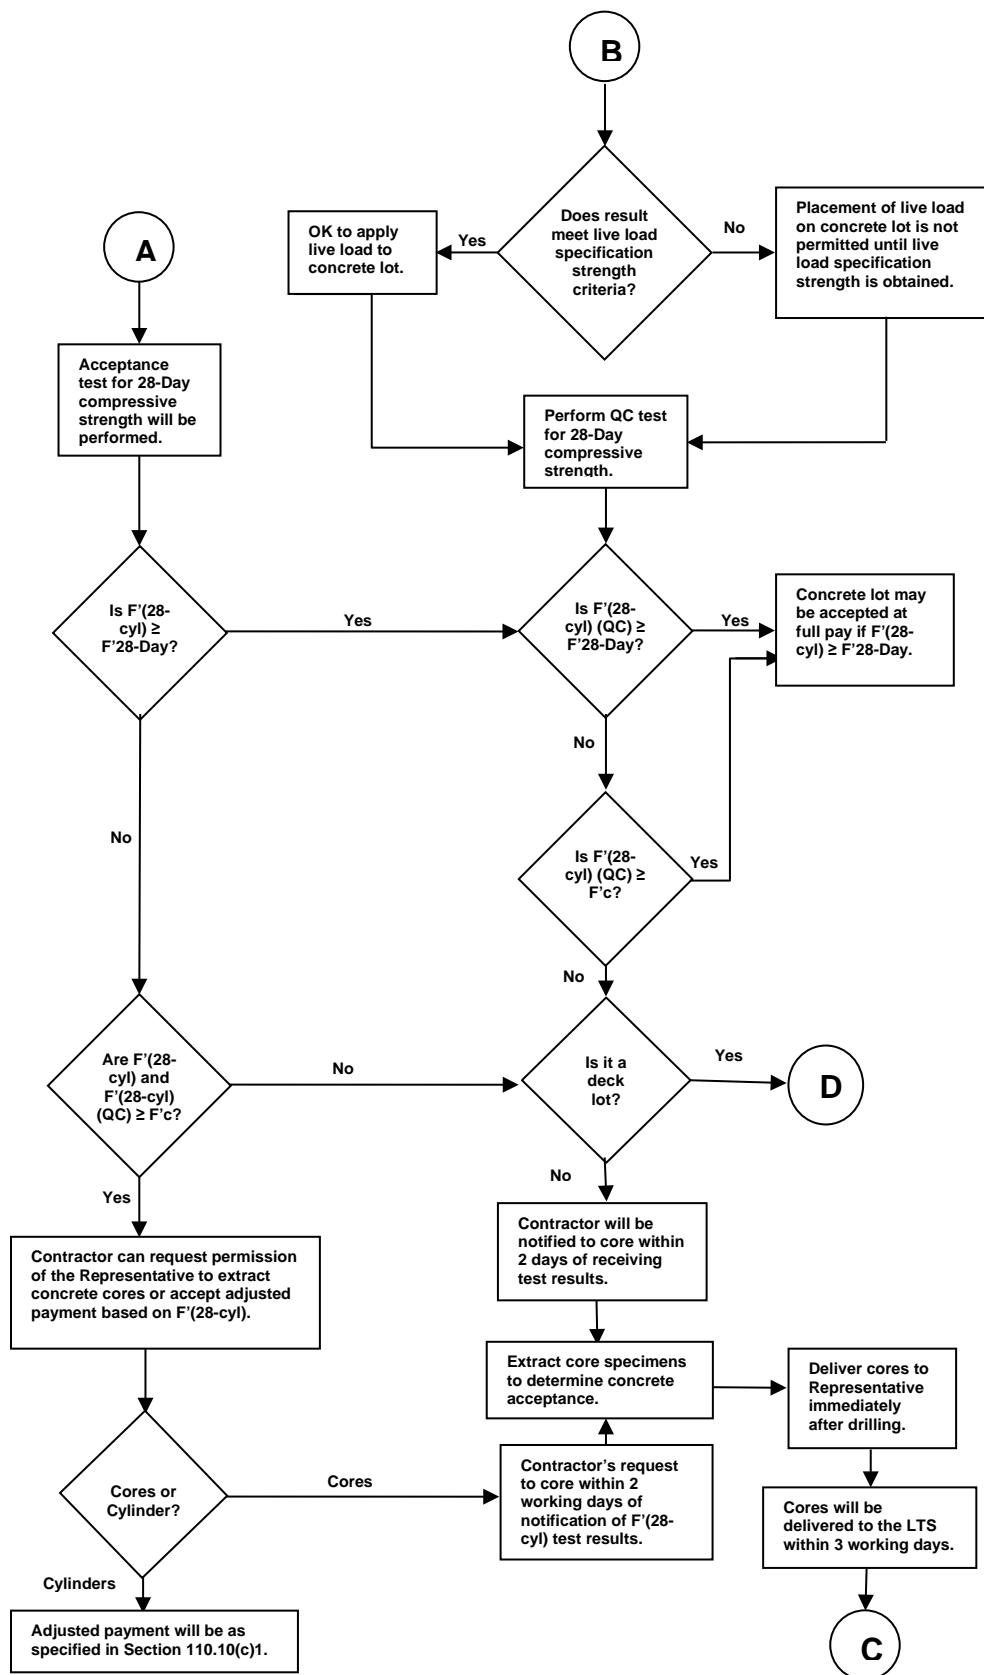 B
Does result
meet live load
specification
strength
criteria?
Yes
No
OK to apply
live load to
concrete lot.
Placement of live load
on concrete lot is not
permitted until live
load specification
strength is obtained.
A
Acceptance
test for 28-Day
compressive
strength will be
performed.
Perform QC test
for 28-Day
compressive
strength.
Is F'(28-
cyl) ≥
F'28-Day?
Yes
Is F'(28-
cyl) (QC) ≥
F'28-Day?
Yes
Concrete lot may
be accepted at
full pay if F'(28-
cyl) ≥ F'28-Day.
No
No
Is F'(28-
cyl) (QC) ≥
F'c?
Yes
No
Are F'(28-
cyl) and
F'(28-cyl)
(QC) ≥ F'c?
No
Is it a
deck
lot?
Yes
D
Yes
No
Contractor can request permission
of the Representative to extract
concrete cores or accept adjusted
payment based on F'(28-cyl).
Contractor will be
notified to core within
2 days of receiving
test results.
Extract core specimens
to determine concrete
acceptance.
Deliver cores to
Representative
immediately
after drilling.
Cores or
Cylinder?
Cores
Contractor's request
to core within 2
working days of
notification of F'(28-
cyl) test results.
Cores will be
delivered to the LTS
within 3 working days.
Cylinders
Adjusted payment will be as
specified in Section 110.10(c)1.
C